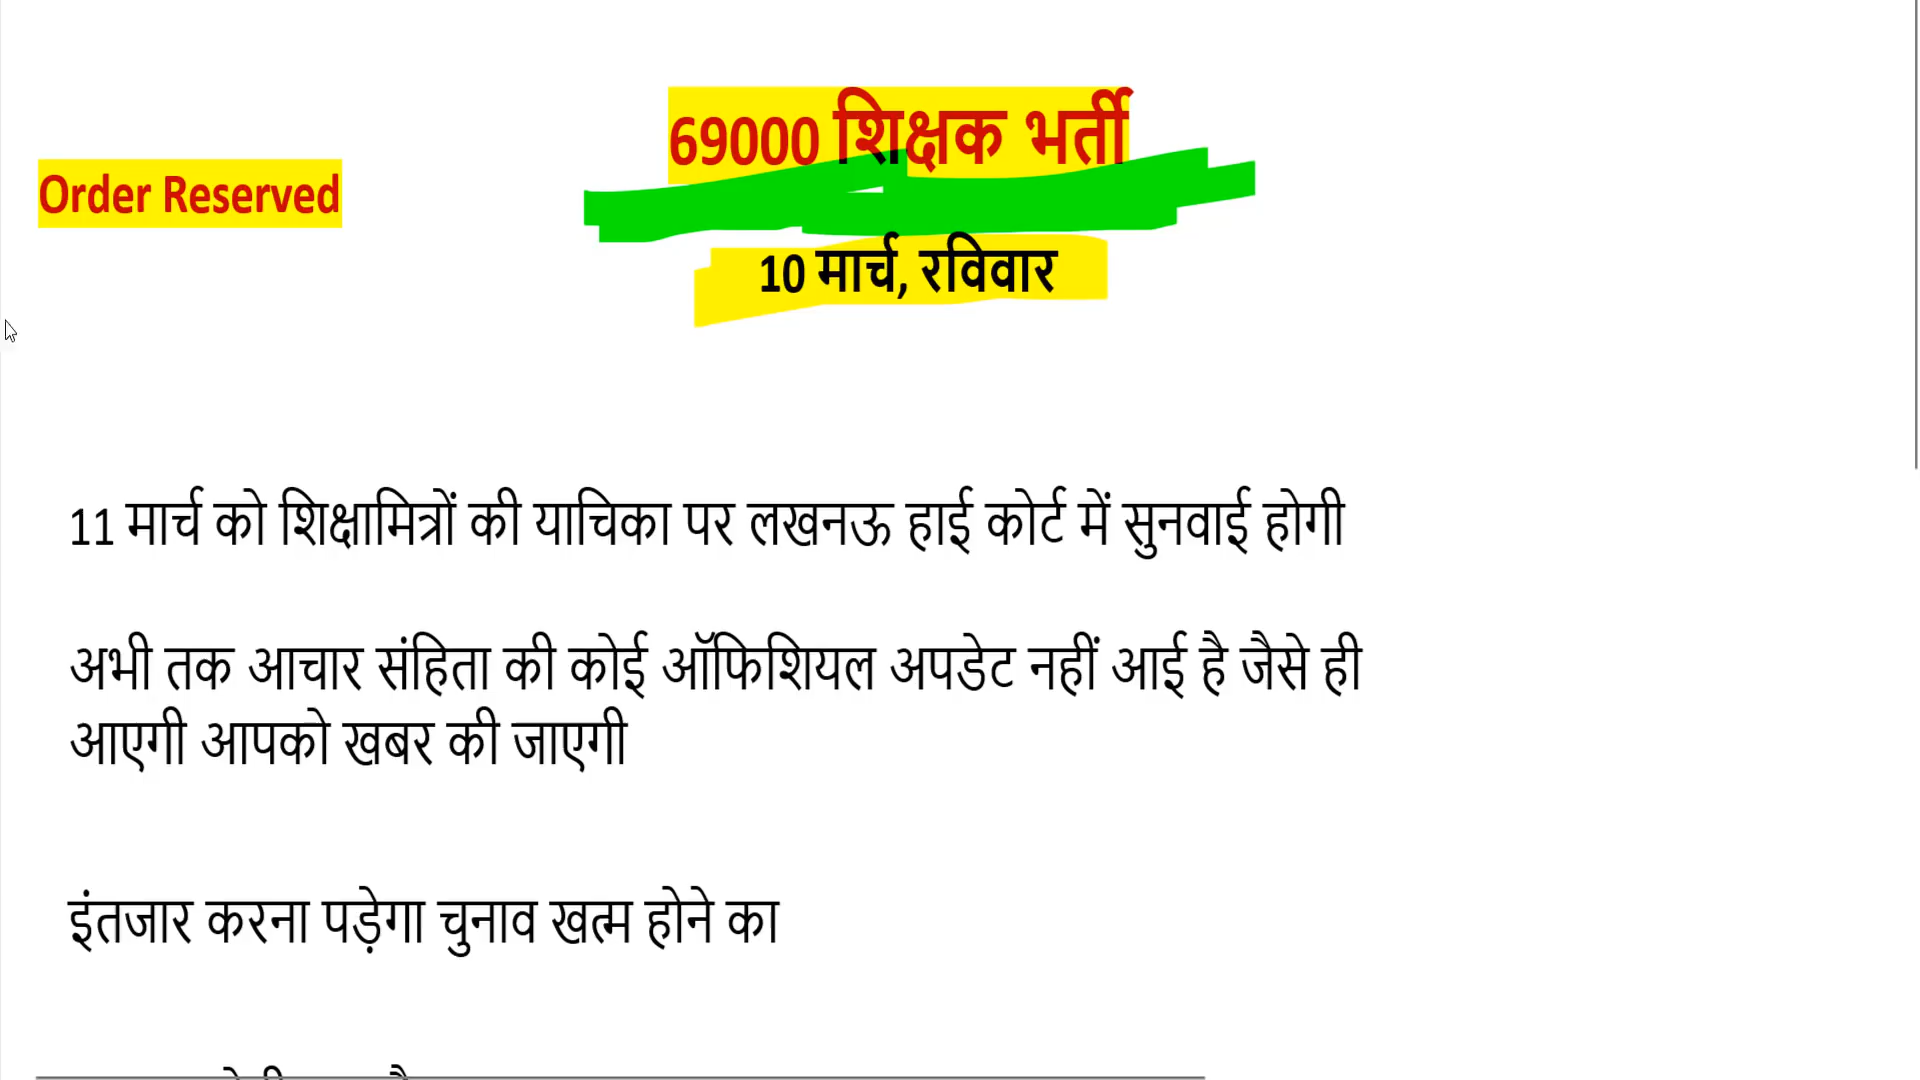 69000 शिक्षक भर्ती
Order Reserved
10 मार्च, रविवार
11 मार्च को शिक्षामित्रों की याचिका पर लखनऊ हाई कोर्ट में सुनवाई होगी
अभी तक आचार संहिता की कोई ऑफिशियल अपडेट नहीं आई है जैसे ही
आएगी आपको खबर की जाएगी
इंतजार करना पड़ेगा चुनाव खत्म होने का